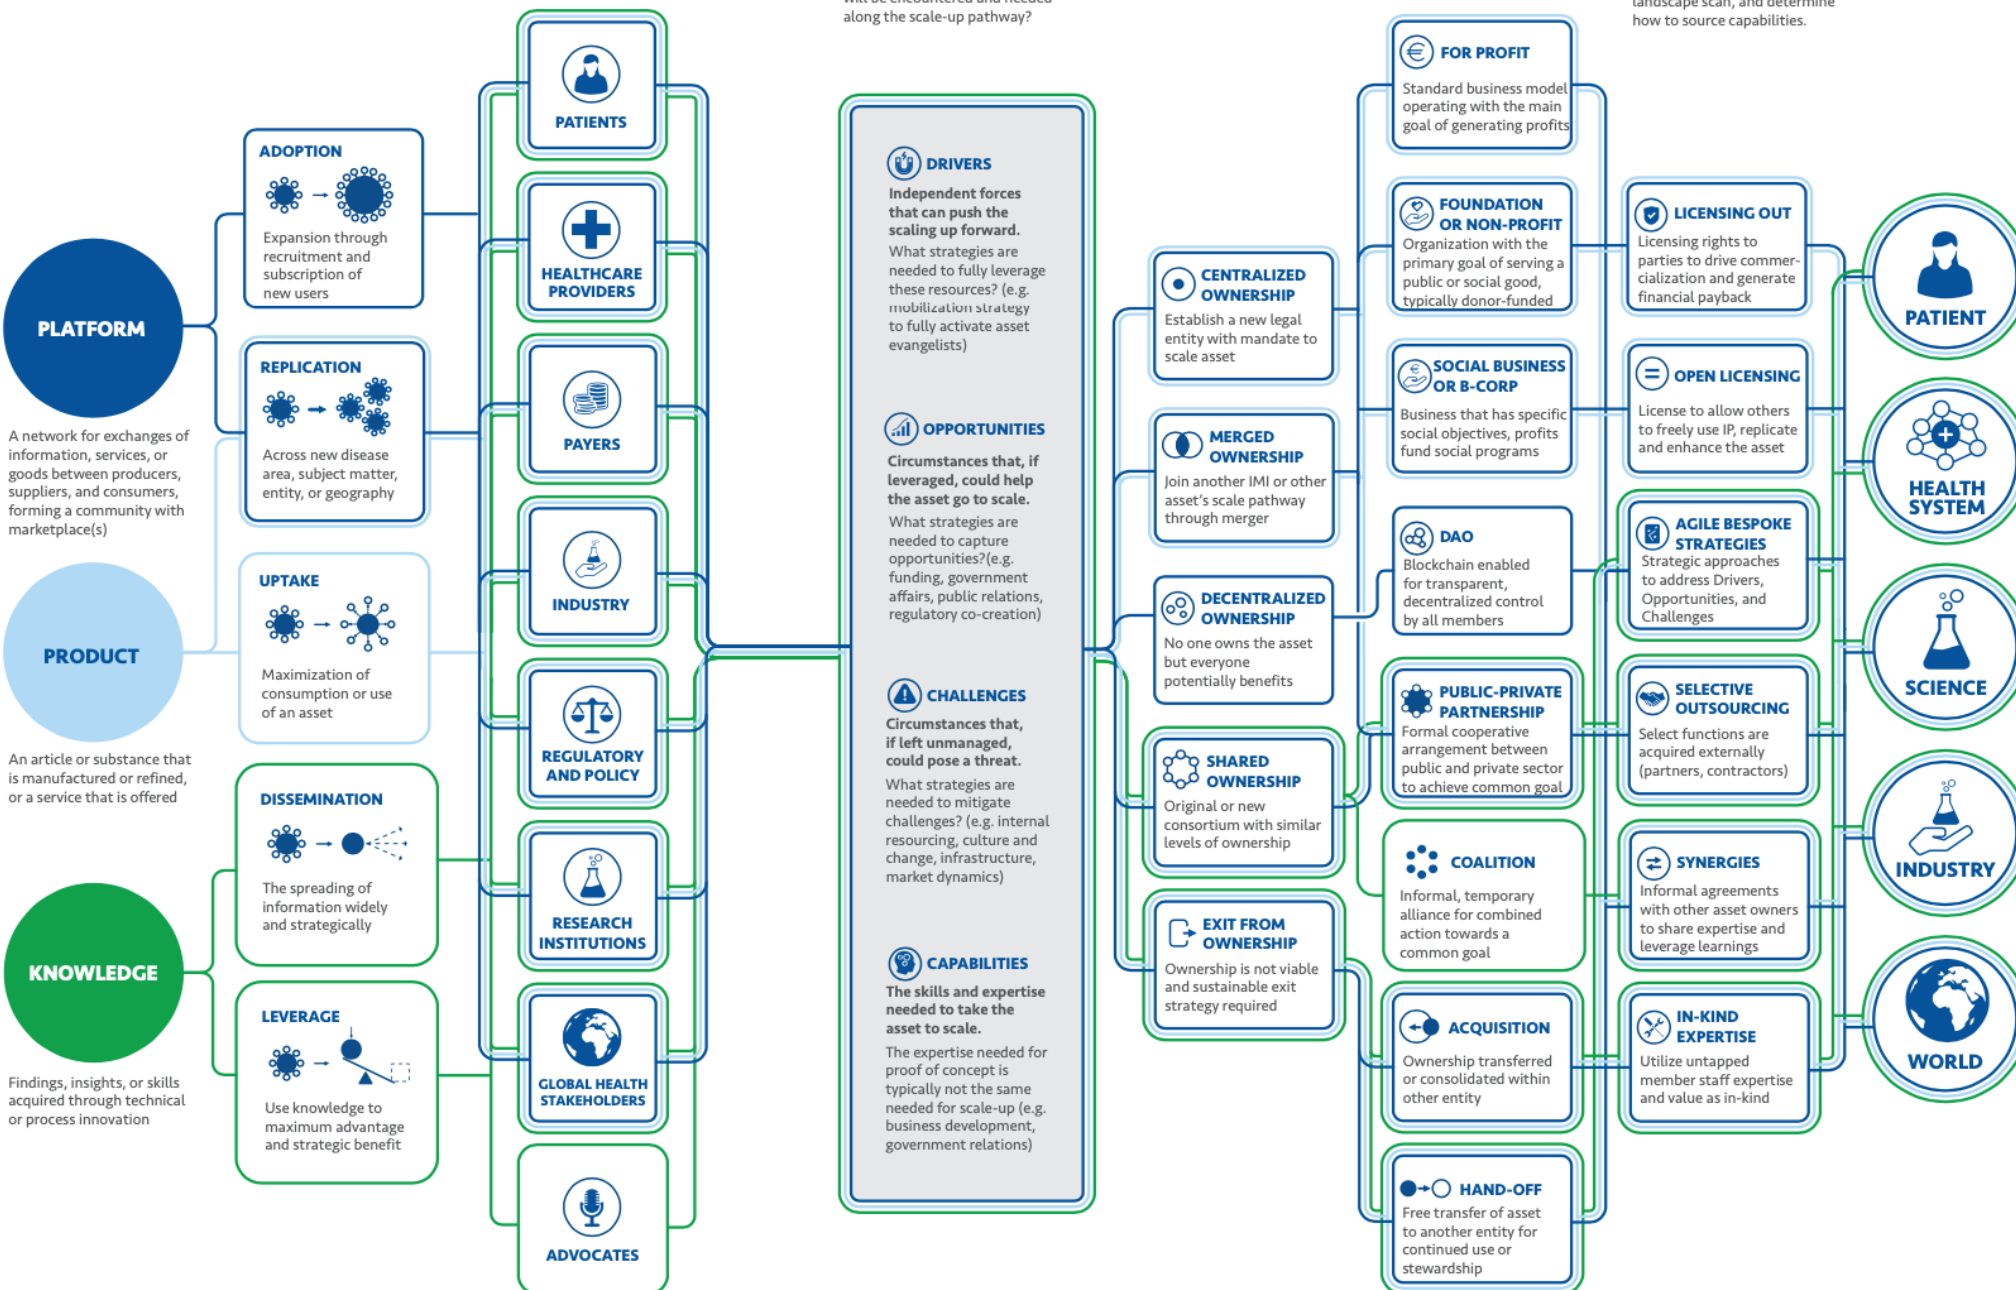 along the scale-up pathway?
landscape scan, and determine
how to source capabilities.
PLATFORM
A network for exchanges of
information, services, or
goods between producers,
suppliers, and consumers,
forming a community with
marketplace(s)
PRODUCT
An article or substance that
is manufactured or refined,
or a service that is offered
KNOWLEDGE
Findings, insights, or skills
acquired through technical
or process innovation
ADOPTION
Expansion through
recruitment and
subscription of
new users
REPLICATION
Across new disease
area, subject matter,
entity, or geography
UPTAKE
Maximization of
consumption or use
of an asset
DISSEMINATION
The spreading of
information widely
and strategically
LEVERAGE
Use knowledge to
maximum advantage
and strategic benefit
PATIENTS
HEALTHCARE
PROVIDERS
PAYERS
INDUSTRY
REGULATORY
AND POLICY
RESEARCH
INSTITUTIONS
GLOBAL HEALTH
STAKEHOLDERS
ADVOCATES
DRIVERS
Independent forces
that can push the
scaling up forward.
What strategies are
needed to fully leverage
these resources? (e.g.
mobilization strategy
to fully activate asset
evangelists)
OPPORTUNITIES
Circumstances that, if
leveraged, could help
the asset go to scale.
What strategies are
needed to capture
opportunities?(e.g.
funding, government
affairs, public relations,
regulatory co-creation)
CHALLENGES
Circumstances that,
if left unmanaged,
could pose a threat.
What strategies are
needed to mitigate
challenges? (e.g. internal
resourcing, culture and
change, infrastructure,
market dynamics)
CAPABILITIES
The skills and expertise
needed to take the
asset to scale.
The expertise needed for
proof of concept is
typically not the same
needed for scale-up (e.g.
business development,
government relations)
CENTRALIZED
OWNERSHIP
Establish a new legal
entity with mandate to
scale asset
MERGED
OWNERSHIP
Join another IMI or other
asset's scale pathway
through merger
DECENTRALIZED
OWNERSHIP
No one owns the asset
but everyone
potentially benefits
SHARED
OWNERSHIP
Original or new
consortium with similar
levels of ownership
EXIT FROM
OWNERSHIP
Ownership is not viable
and sustainable exit
strategy required
FOR PROFIT
Standard business model
operating with the main
goal of generating profits
FOUNDATION
OR NON-PROFIT
Organization with the
primary goal of serving a
public or social good,
typically donor-funded
SOCIAL BUSINESS
OR B-CORP
Business that has specific
social objectives, profits
fund social programs
DAO
Blockchain enabled
for transparent,
decentralized control
by all members
PUBLIC-PRIVATE
PARTNERSHIP
Formal cooperative
arrangement between
public and private sector
to achieve common goal
COALITION
Informal, temporary
alliance for combined
action towards a
common goal
ACQUISITION
Ownership transferred
or consolidated within
other entity
HAND-OFF
Free transfer of asset
to another entity for
continued use or
stewardship
LICENSING OUT
Licensing rights to
parties to drive commer-
cialization and generate
financial payback
OPEN LICENSING
License to allow others
to freely use IP, replicate
and enhance the asset
AGILE BESPOKE
STRATEGIES
Strategic approaches
to address Drivers,
Opportunities, and
Challenges
SELECTIVE
OUTSOURCING
Select functions are
acquired externally
(partners, contractors)
SYNERGIES
Informal agreements
with other asset owners
to share expertise and
leverage learnings
IN-KIND
EXPERTISE
Utilize untapped
member staff expertise
and value as in-kind
PATIENT
HEALTH
SYSTEM
SCIENCE
INDUSTRY
WORLD